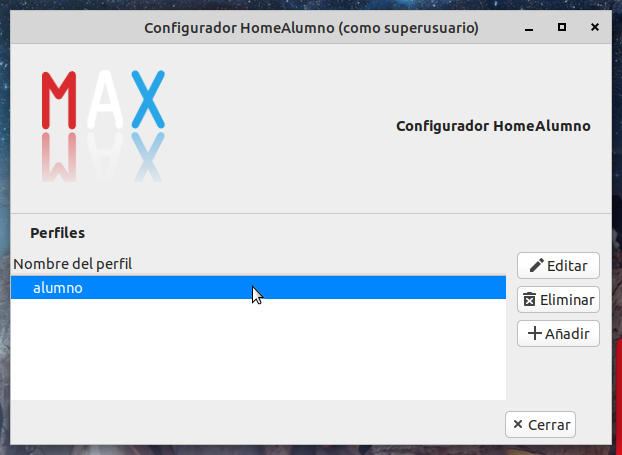 Configurador HomeAlumno (como superusuario)
MAX
Configurador HomeAlumno
Perfiles
Nombre del perfil
alumno
Editar
Eliminar
Añadir
Cerrar